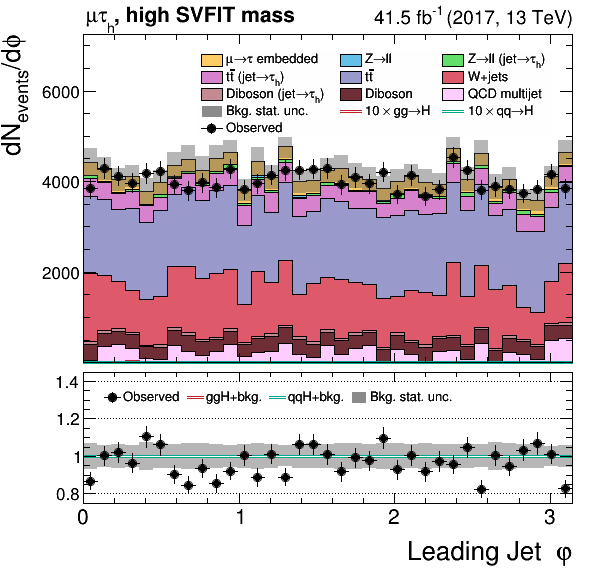 μτh, high SVFIT mass 41.5 fb⁻¹ (2017, 13 TeV)
dNevents/dφ
6000
4000
2000
μ→τ embedded Z→ll Z→ll (jet→τh)
tt̄ (jet→τh) tt̄ W+jets
Diboson (jet→τh) Diboson QCD multijet
Bkg. stat. unc. 10 × gg→H 10 × qq→H
Observed
1.4
1.2
1
0.8
Observed ggH+bkg. qqH+bkg. Bkg. stat. unc.
0 1 2 3
Leading Jet φ